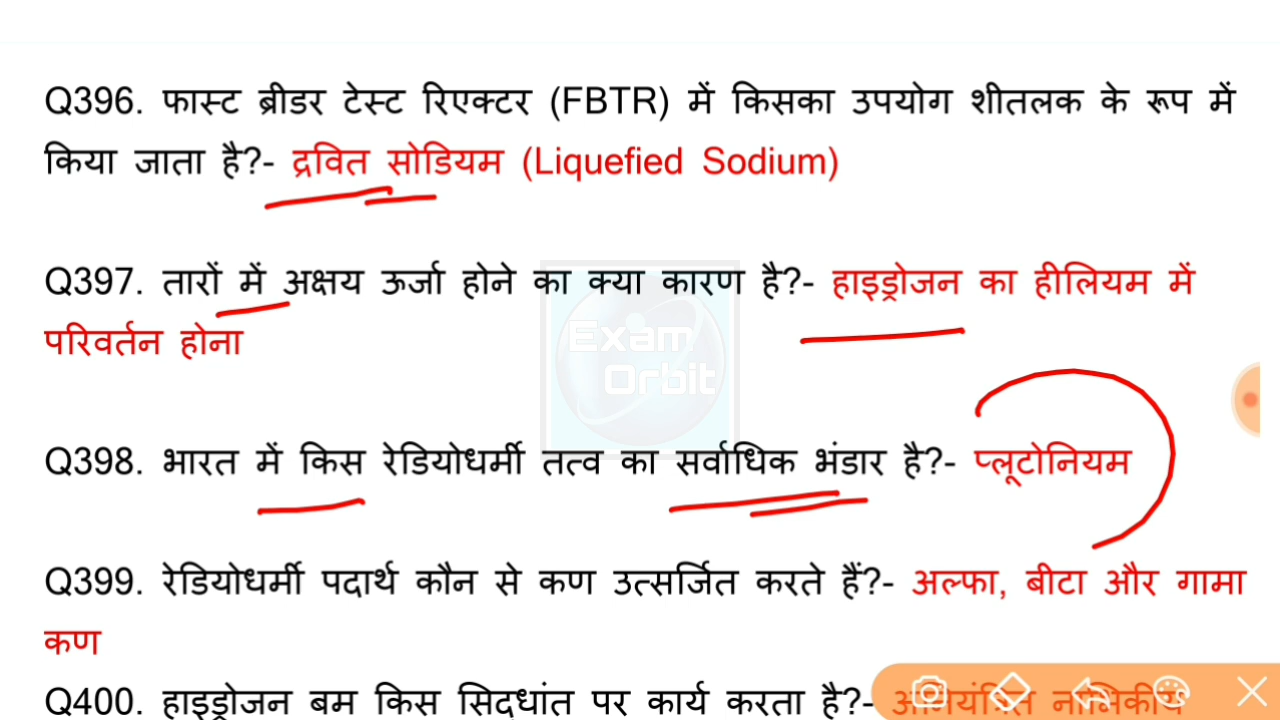 Q396. फास्ट ब्रीडर टेस्ट रिएक्टर (FBTR) में किसका उपयोग शीतलक के रूप में
किया जाता है?- द्रवित सोडियम (Liquefied Sodium)
Q397. तारों में अक्षय ऊर्जा होने का क्या कारण है?- हाइड्रोजन का हीलियम में
परिवर्तन होना
Exam
Orbit
Q398. भारत में किस रेडियोधर्मी तत्व का सर्वाधिक भंडार है?- प्लूटोनियम
Q399. रेडियोधर्मी पदार्थ कौन से कण उत्सर्जित करते हैं?- अल्फा, बीटा और गामा
कण
Q400. हाइड्रोजन बम किस सिद्धांत पर कार्य करता है?-